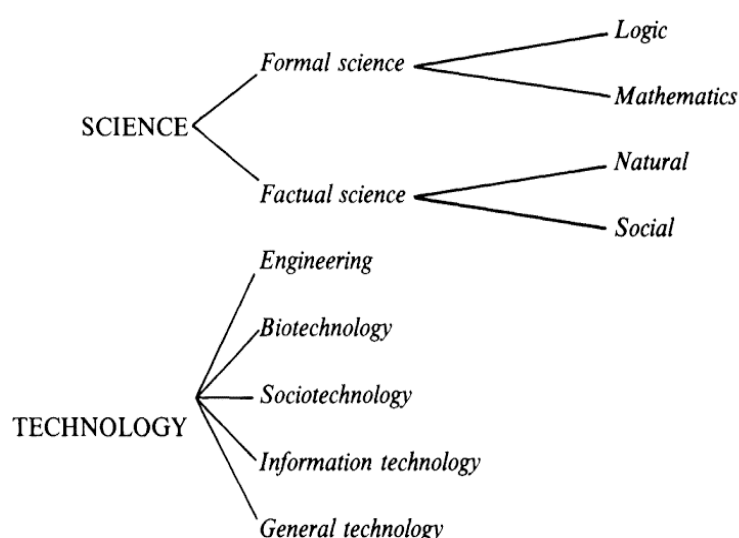 Logic
Formal science
Mathematics
SCIENCE
Natural
Factual science
Social
Engineering
Biotechnology
Sociotechnology
TECHNOLOGY
Information technology
General technology